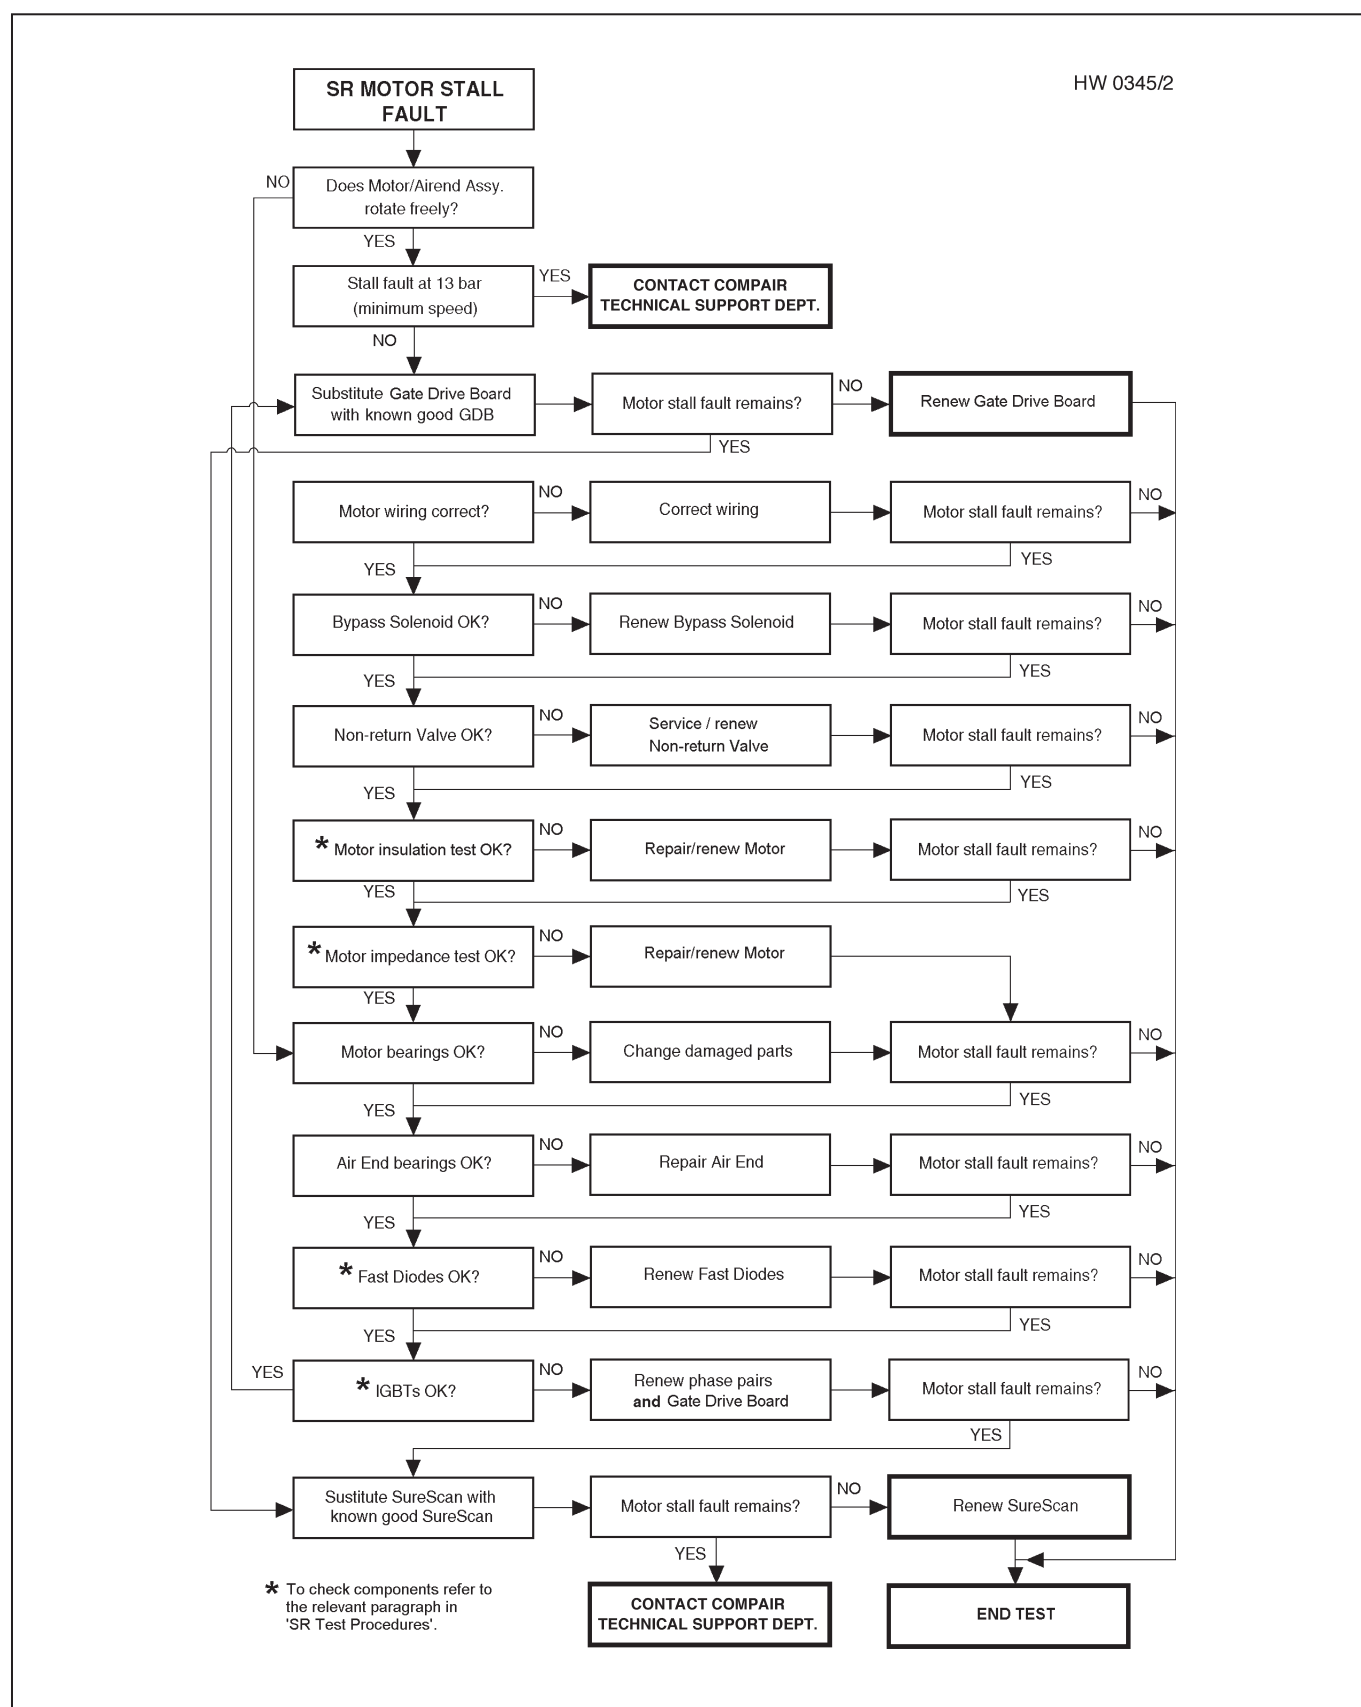 HW 0345/2
SR MOTOR STALL
FAULT
NO
Does Motor/Airend Assy.
rotate freely?
YES
Stall fault at 13 bar
(minimum speed)
YES
CONTACT COMPAIR
TECHNICAL SUPPORT DEPT.
NO
Substitute Gate Drive Board
with known good GDB
Motor stall fault remains?
NO
Renew Gate Drive Board
YES
Motor wiring correct?
NO
Correct wiring
Motor stall fault remains?
NO
YES
YES
Bypass Solenoid OK?
NO
Renew Bypass Solenoid
Motor stall fault remains?
NO
YES
YES
Non-return Valve OK?
NO
Service / renew
Non-return Valve
Motor stall fault remains?
NO
YES
YES
* Motor insulation test OK?
NO
Repair/renew Motor
Motor stall fault remains?
NO
YES
YES
* Motor impedance test OK?
NO
Repair/renew Motor
YES
Motor bearings OK?
NO
Change damaged parts
Motor stall fault remains?
NO
YES
YES
Air End bearings OK?
NO
Repair Air End
Motor stall fault remains?
NO
YES
YES
* Fast Diodes OK?
NO
Renew Fast Diodes
Motor stall fault remains?
NO
YES
YES
YES
* IGBTs OK?
NO
Renew phase pairs
and Gate Drive Board
Motor stall fault remains?
NO
YES
Sustitute SureScan with
known good SureScan
Motor stall fault remains?
NO
Renew SureScan
YES
CONTACT COMPAIR
TECHNICAL SUPPORT DEPT.
END TEST
* To check components refer to
the relevant paragraph in
'SR Test Procedures'.